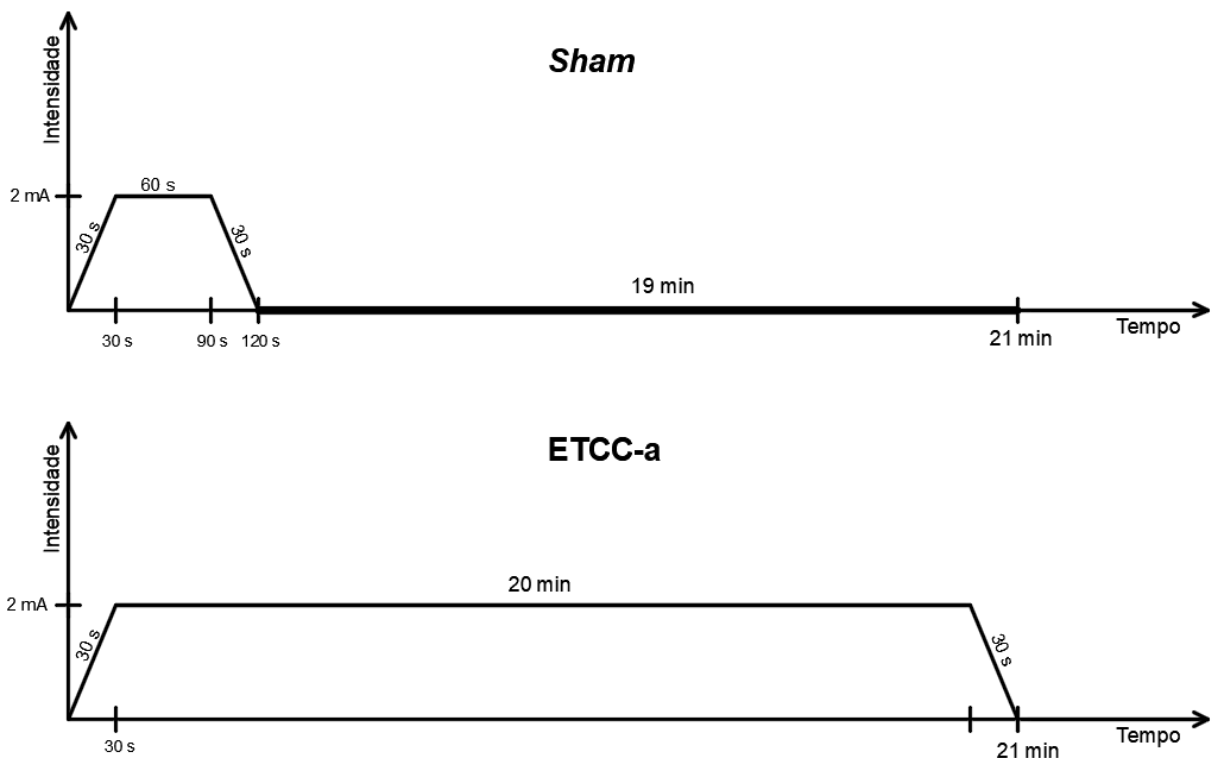 Sham
Intensidade
2 mA
30 s
60 s
30 s
19 min
30 s
90 s
120 s
21 min
Tempo
ETCC-a
Intensidade
2 mA
30 s
20 min
30 s
30 s
21 min
Tempo